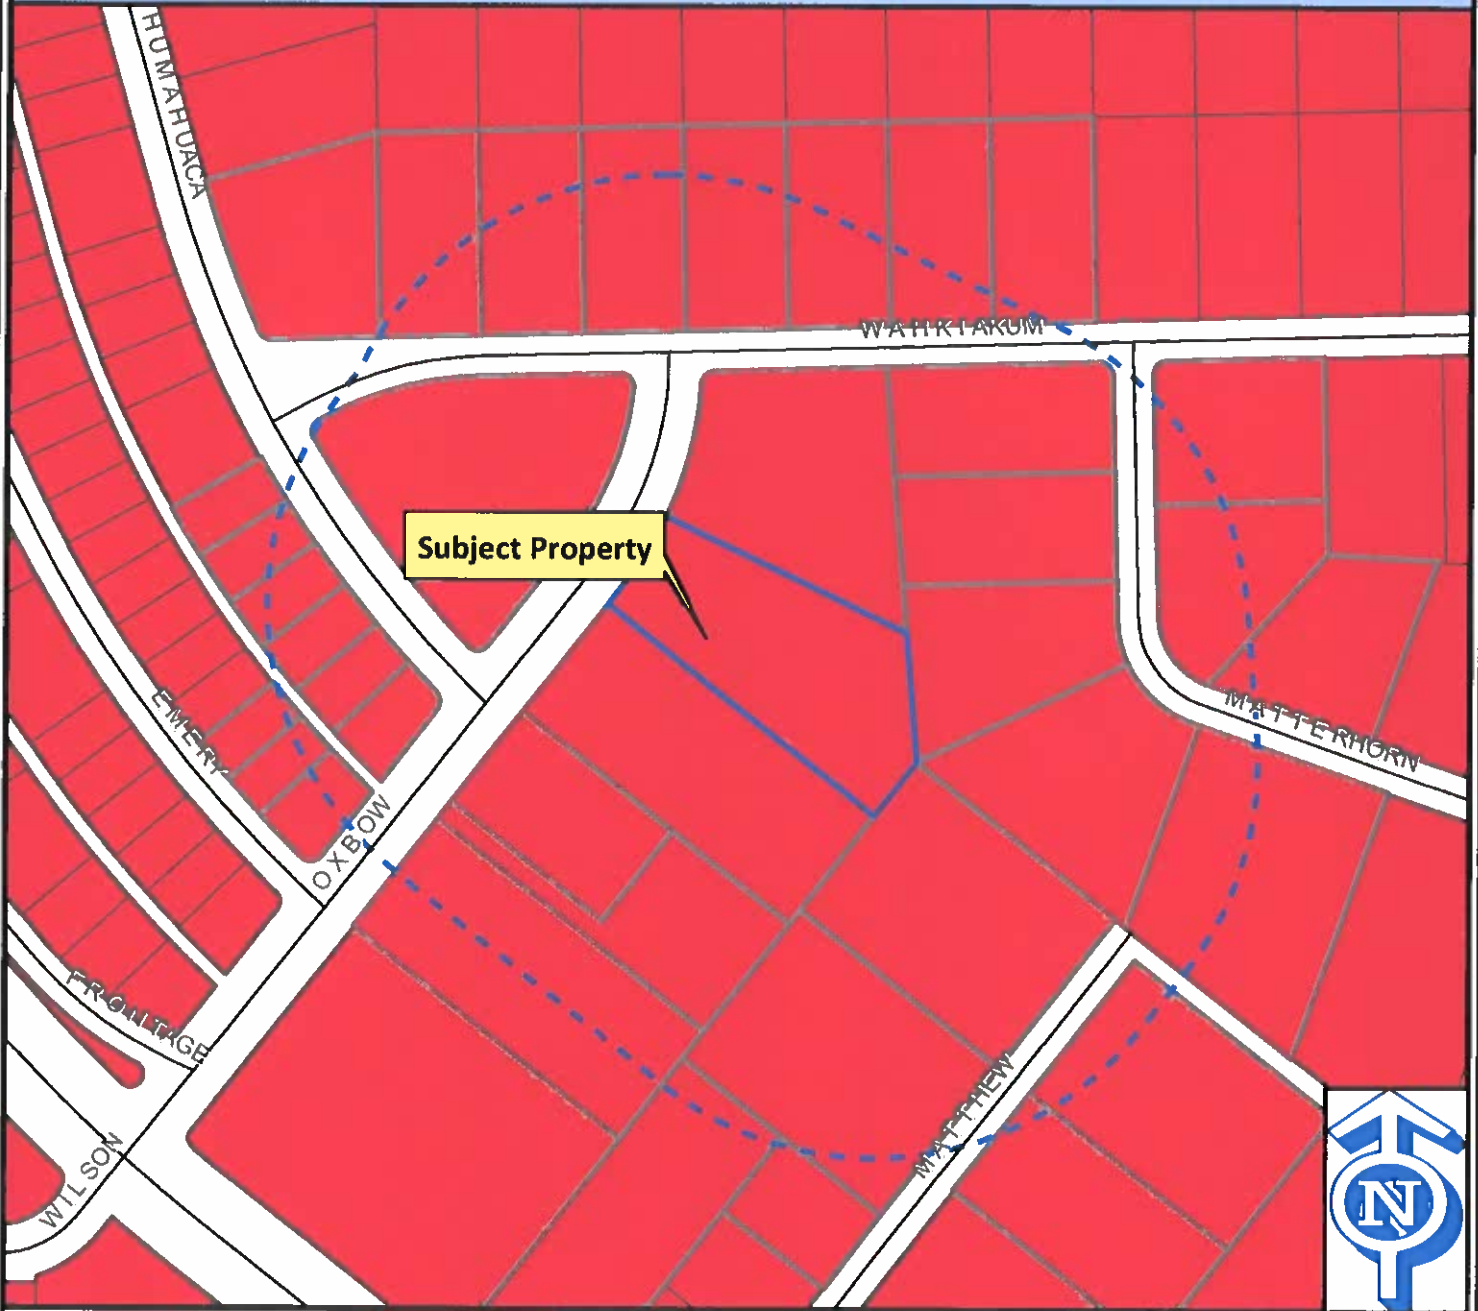 HUMAHUACA
WAHKIAKUM
Subject Property
EMERY
MATTERHORN
OXBOW
FRONTAGE
MATTHEW
WILSON
N